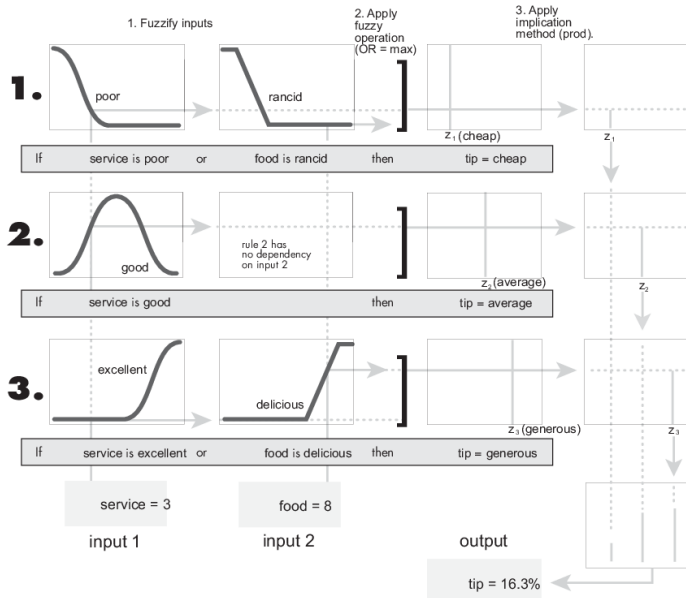 1. Fuzzify inputs
2. Apply
fuzzy
operation
(OR = max)
3. Apply
implication
method (prod).
1.
poor
rancid
z1 (cheap)
z1
If service is poor or food is rancid then tip = cheap
2.
good
rule 2 has
no dependency
on input 2
z2 (average)
z2
If service is good then tip = average
3.
excellent
delicious
z3 (generous)
z3
If service is excellent or food is delicious then tip = generous
service = 3
food = 8
input 1
input 2
output
tip = 16.3%